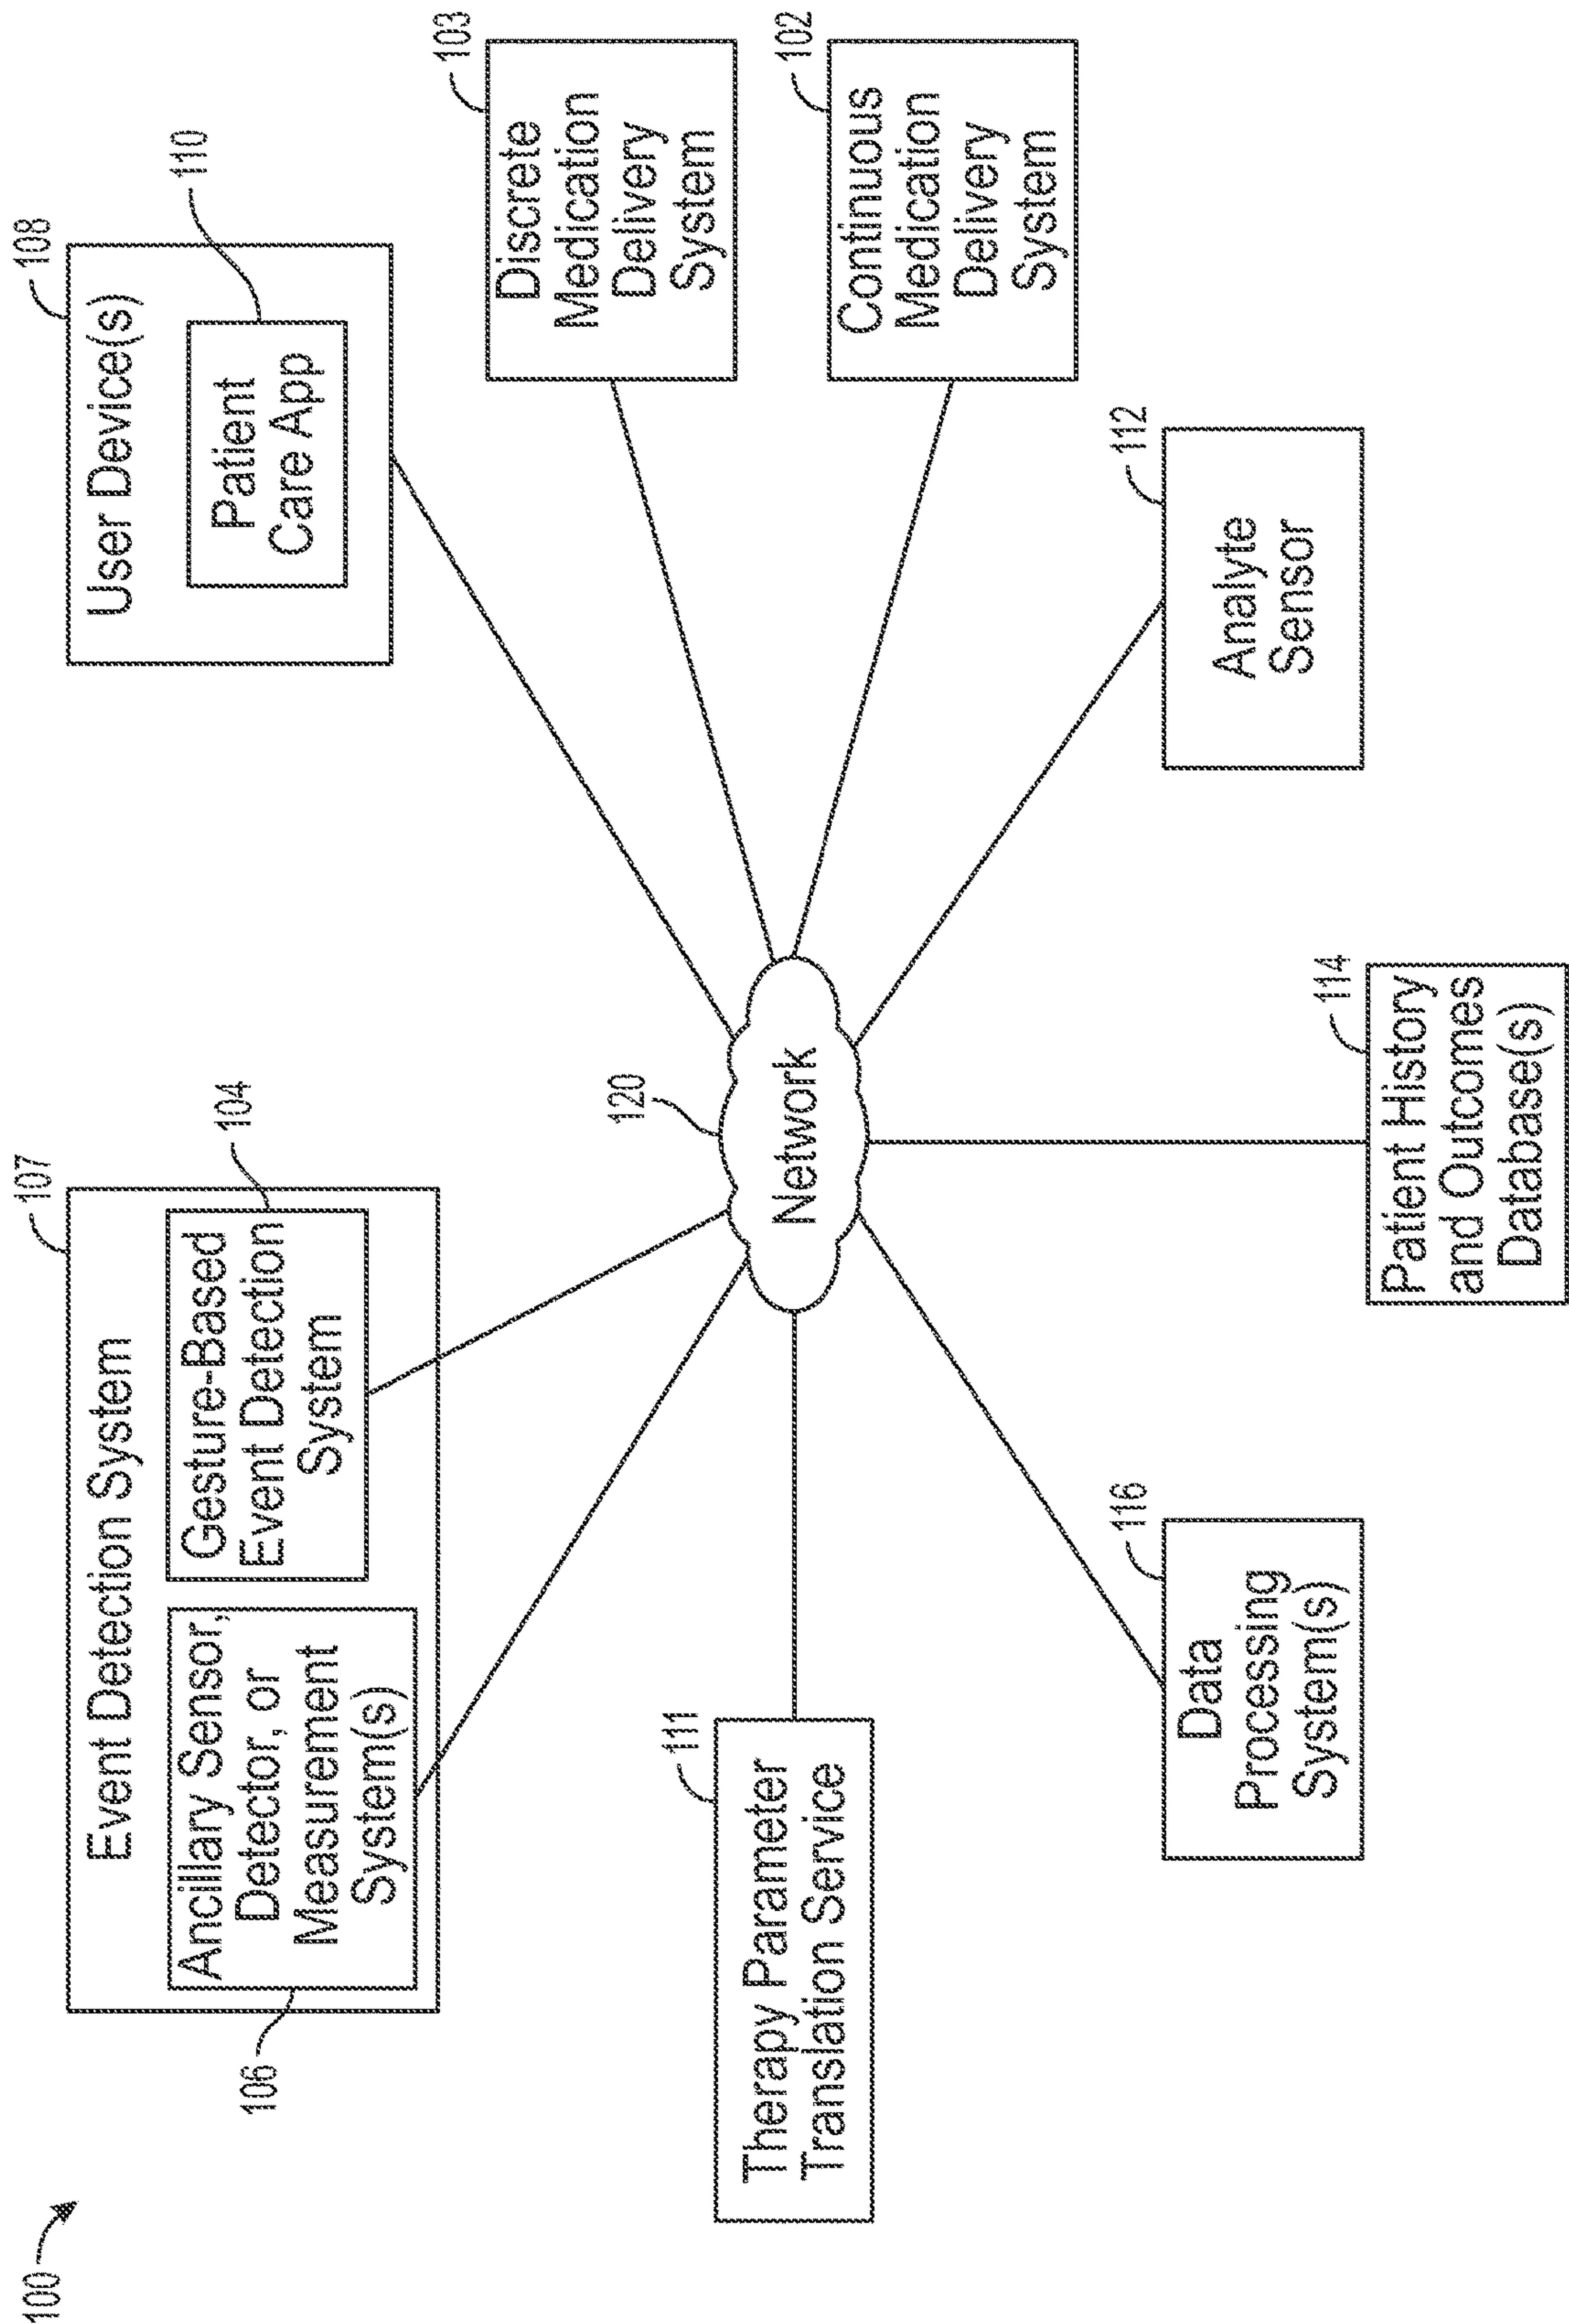 100
107
Event Detection System
106
Ancillary Sensor,
Detector, or
Measurement
System(s)
104
Gesture-Based
Event Detection
System
108
User Device(s)
110
Patient
Care App
103
Discrete
Medication
Delivery
System
102
Continuous
Medication
Delivery
System
120
Network
111
Therapy Parameter
Translation Service
112
Analyte
Sensor
116
Data
Processing
System(s)
114
Patient History
and Outcomes
Database(s)